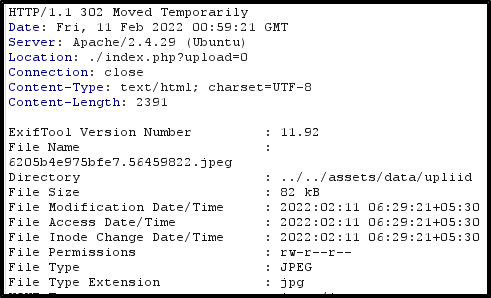 HTTP/1.1 302 Moved Temporarily
Date: Fri, 11 Feb 2022 00:59:21 GMT
Server: Apache/2.4.29 (Ubuntu)
Location: ./index.php?upload=0
Connection: close
Content-Type: text/html; charset=UTF-8
Content-Length: 2391
ExifTool Version Number : 11.92
File Name :
6205b4e975bfe7.56459822.jpeg
Directory : ../../assets/data/upliid
File Size : 82 kB
File Modification Date/Time : 2022:02:11 06:29:21+05:30
File Access Date/Time : 2022:02:11 06:29:21+05:30
File Inode Change Date/Time : 2022:02:11 06:29:21+05:30
File Permissions : rw-r--r--
File Type : JPEG
File Type Extension : jpg